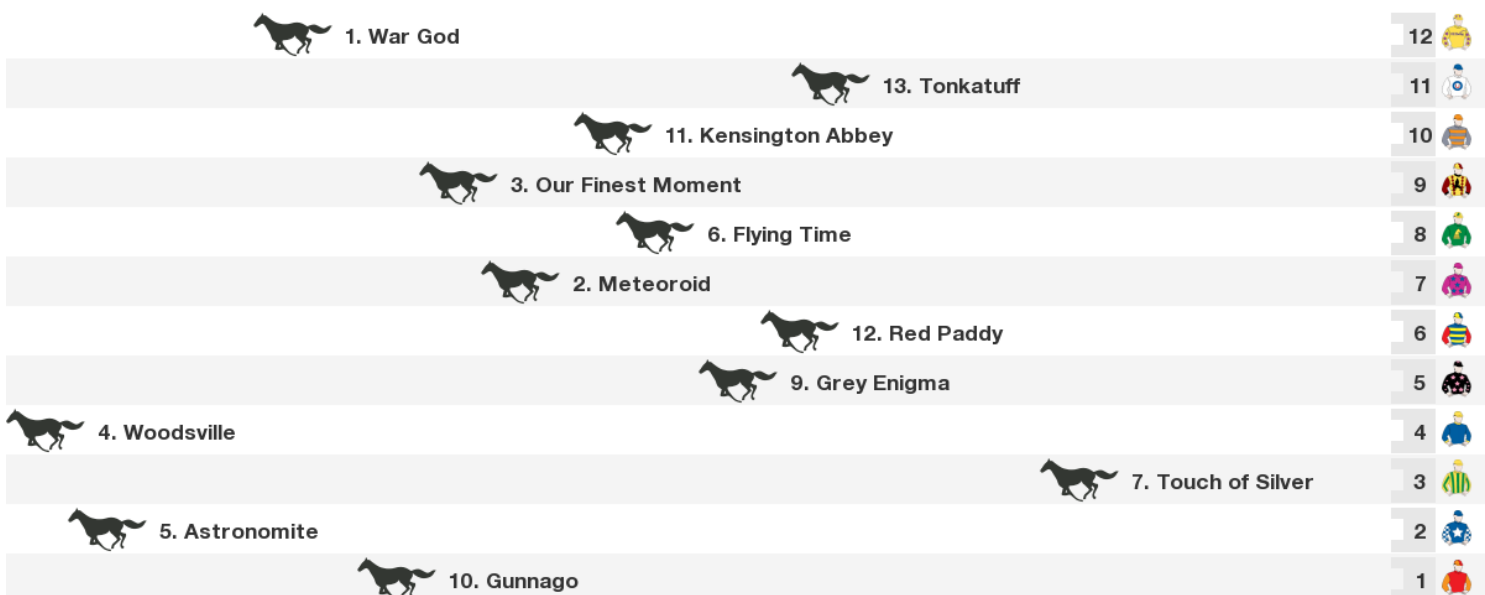 1. War God 12
13. Tonkatuff 11
11. Kensington Abbey 10
3. Our Finest Moment 9
6. Flying Time 8
2. Meteoroid 7
12. Red Paddy 6
9. Grey Enigma 5
4. Woodsville 4
7. Touch of Silver 3
5. Astronomite 2
10. Gunnago 1